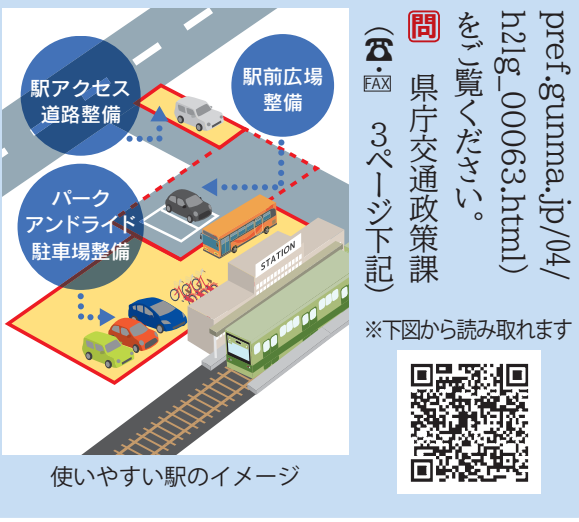 pref.gunma.jp/04/
h21g_00063.html)
をご覧ください。
問 県庁交通政策課
(☎・FAX 3ページ下記)
※下図から読み取れます
駅アクセス
道路整備
駅前広場
整備
パーク
アンドライド
駐車場整備
STATION
使いやすい駅のイメージ